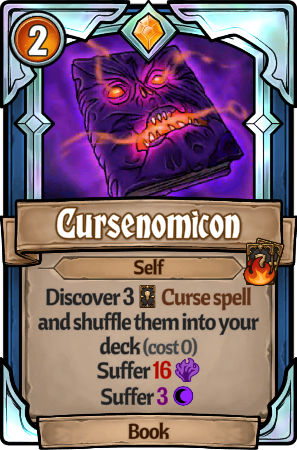 2
Cursenomicon
Self
Discover 3 Curse spell
and shuffle them into your
deck (cost 0)
Suffer 16
Suffer 3
Book